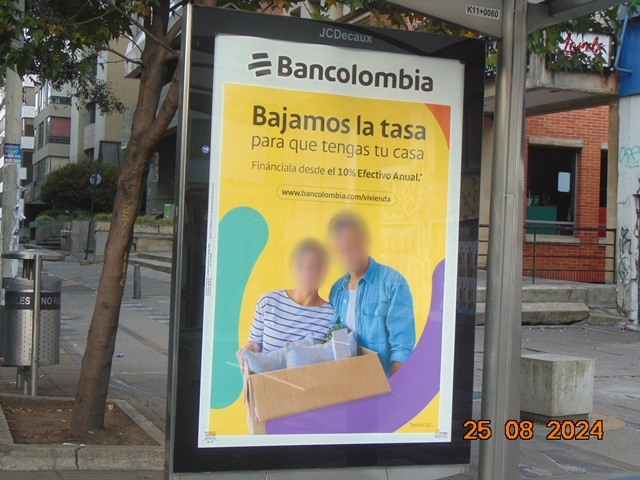 K11+0060
JCDecaux
Bancolombia
Bajamos la tasa
para que tengas tu casa
Fináncíala desde el 10% Efectivo Anual.*
www.bancolombia.com/vivienda
25 08 2024